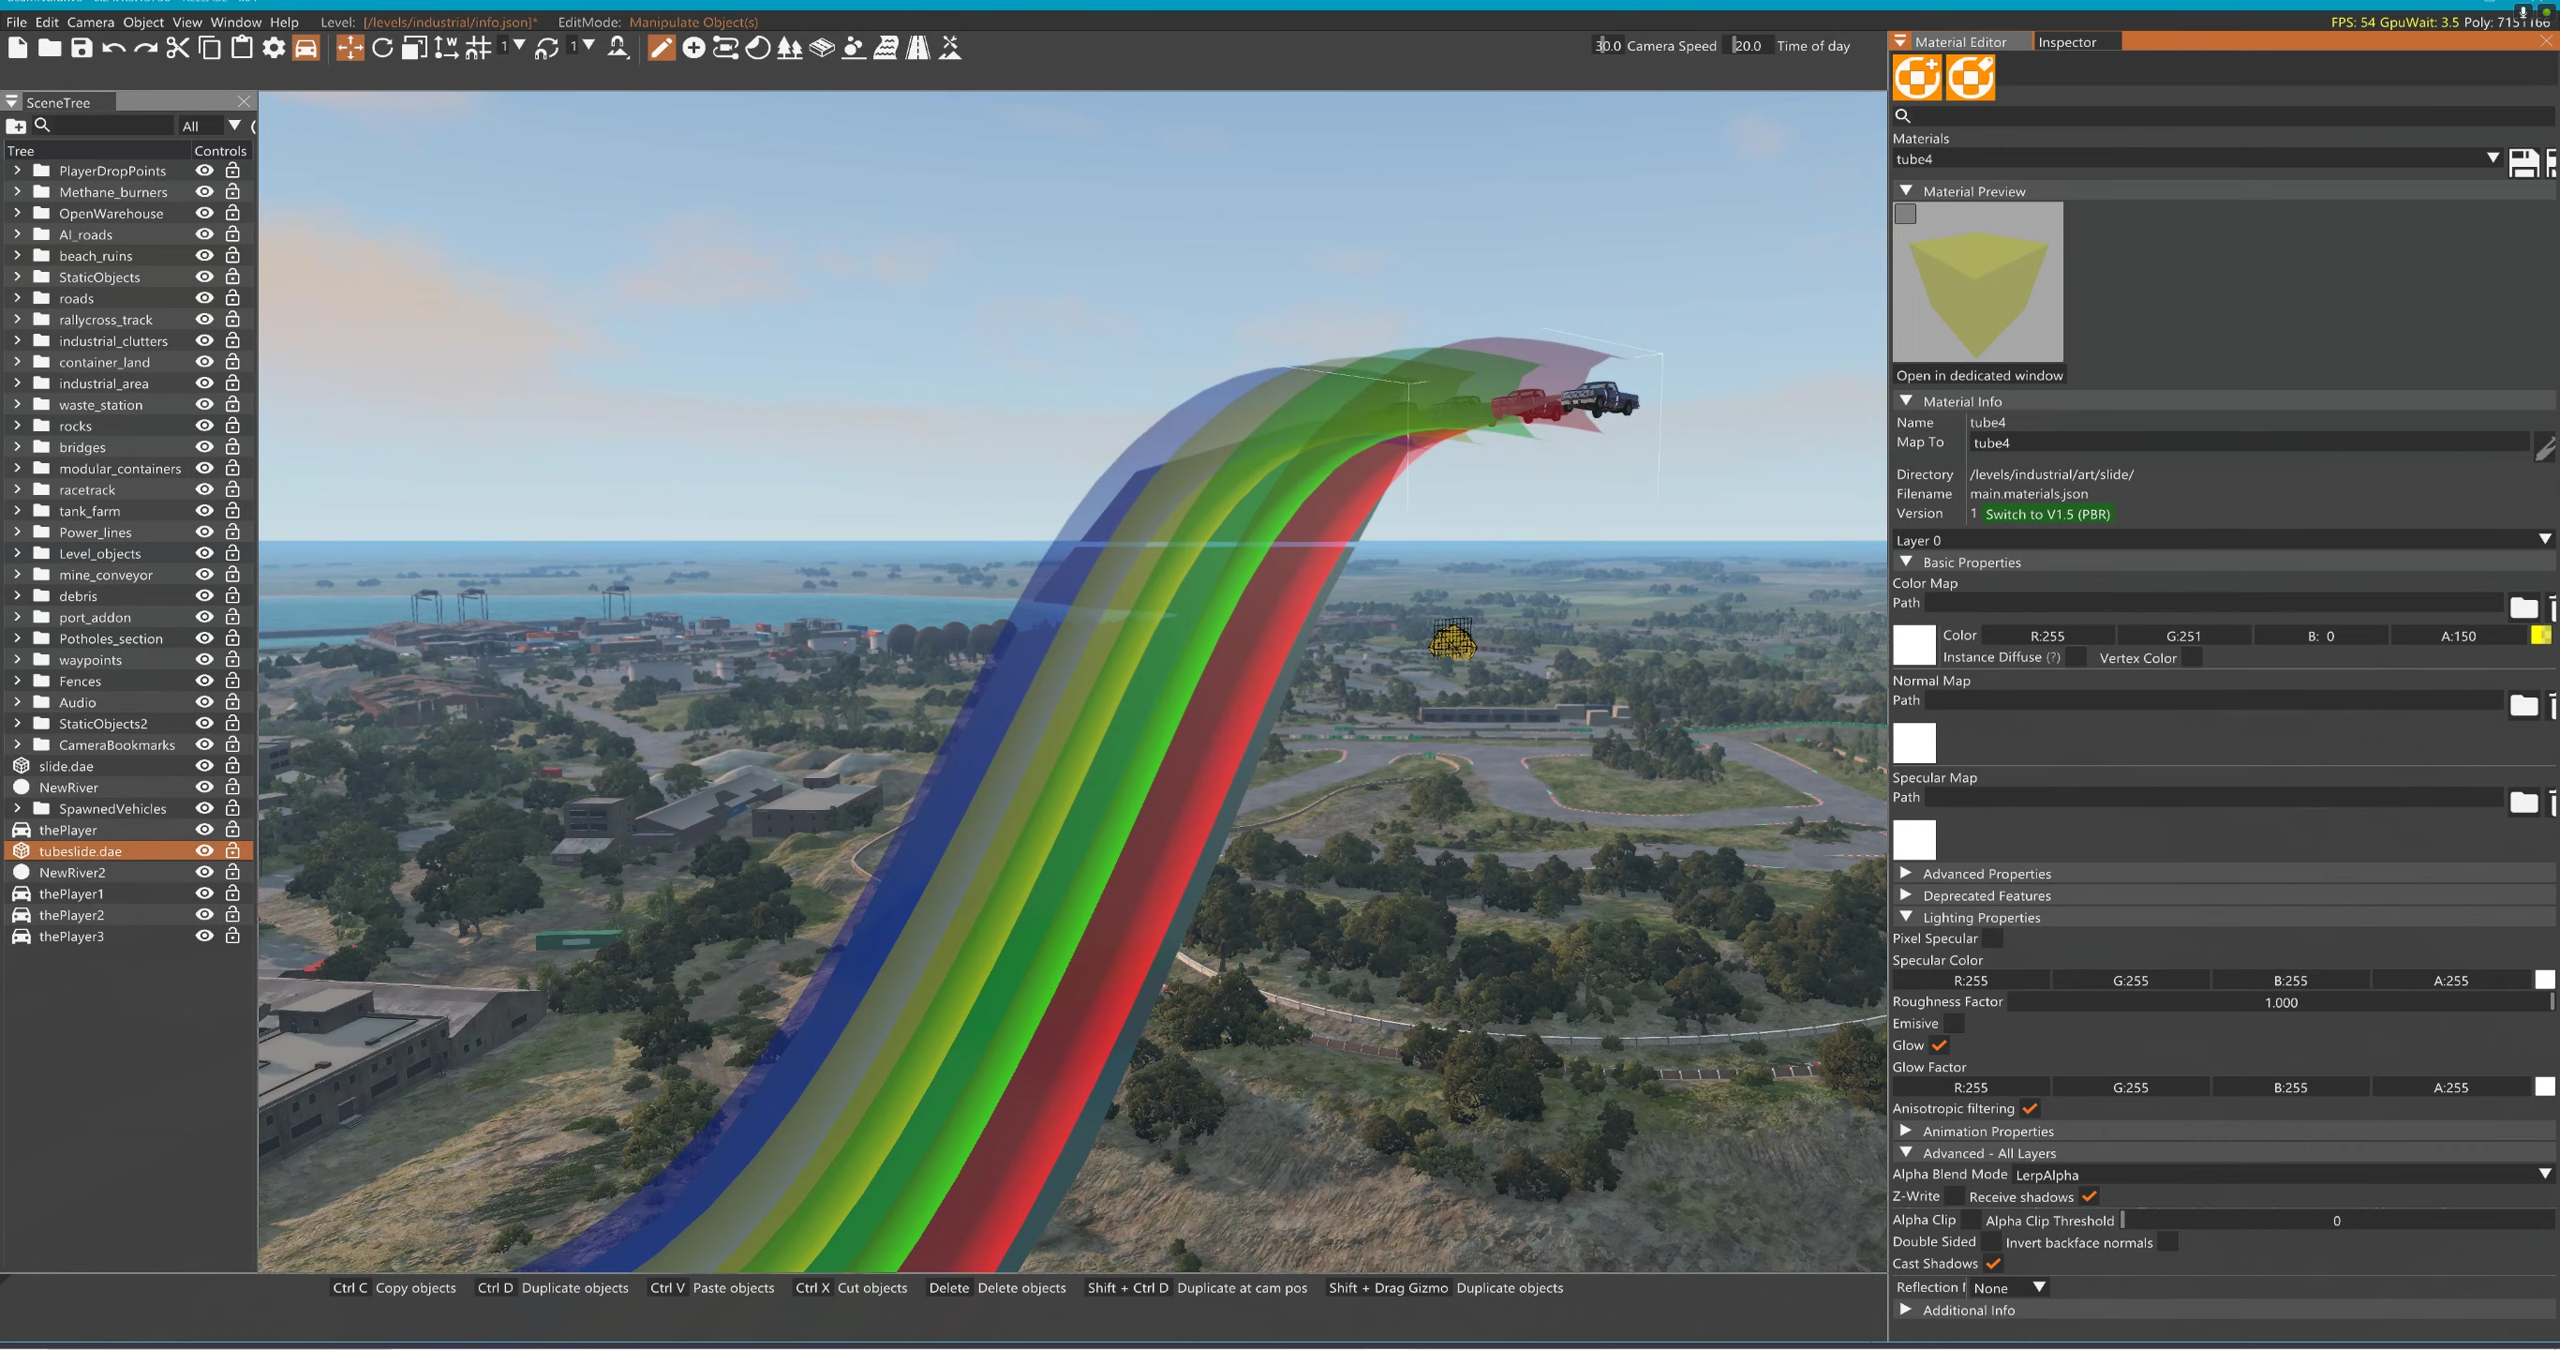 File Edit Camera Object View Window Help Level: [/levels/industrial/info.json]* EditMode: Manipulate Object(s)
FPS: 54 GpuWait: 3.5 Poly:
1 1 30.0 Camera Speed 20.0 Time of day
Material Editor Inspector
SceneTree
All
Tree Controls
PlayerDropPoints
Methane_burners
OpenWarehouse
AI_roads
beach_ruins
StaticObjects
roads
rallycross_track
industrial_clutters
container_land
industrial_area
waste_station
rocks
bridges
modular_containers
racetrack
tank_farm
Power_lines
Level_objects
mine_conveyor
debris
port_addon
Potholes_section
waypoints
Fences
Audio
StaticObjects2
CameraBookmarks
slide.dae
NewRiver
SpawnedVehicles
thePlayer
tubeslide.dae
NewRiver2
thePlayer1
thePlayer2
thePlayer3
Materials
tube4
Material Preview
Open in dedicated window
Material Info
Name tube4
Map To tube4
Directory /levels/industrial/art/slide/
Filename main.materials.json
Version 1 Switch to V1.5 (PBR)
Layer 0
Basic Properties
Color Map
Path
Color R:255 G:251 B: 0 A:150
Instance Diffuse (?) Vertex Color
Normal Map
Path
Specular Map
Path
Advanced Properties
Deprecated Features
Lighting Properties
Pixel Specular
Specular Color
R:255 G:255 B:255 A:255
Roughness Factor 1.000
Emisive
Glow
Glow Factor
R:255 G:255 B:255 A:255
Anisotropic filtering
Animation Properties
Advanced - All Layers
Alpha Blend Mode LerpAlpha
Z-Write Receive shadows
Alpha Clip Alpha Clip Threshold 0
Double Sided Invert backface normals
Cast Shadows
Reflection None
Additional Info
Ctrl C Copy objects Ctrl D Duplicate objects Ctrl V Paste objects Ctrl X Cut objects Delete Delete objects Shift + Ctrl D Duplicate at cam pos Shift + Drag Gizmo Duplicate objects